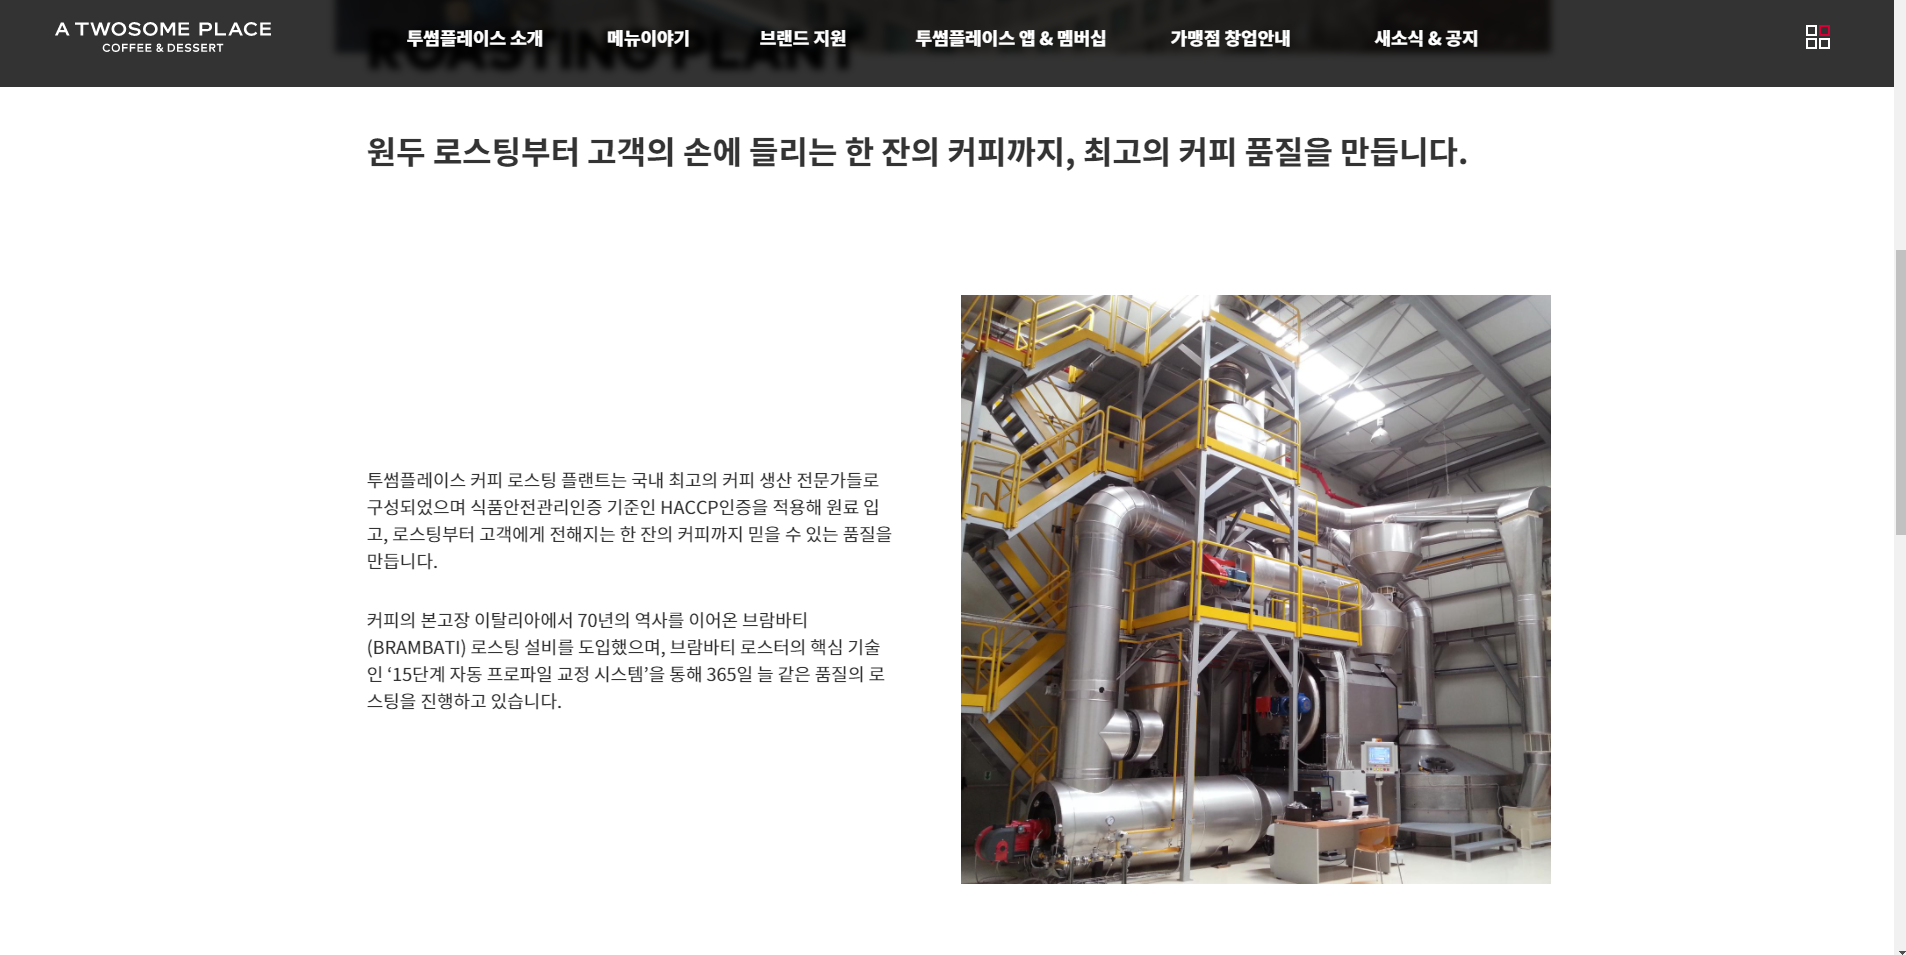 A TWOSOME PLACE
COFFEE & DESSERT
투썸플레이스 소개
메뉴이야기
브랜드 지원
투썸플레이스 앱 & 멤버십
가맹점 창업안내
새소식 & 공지
ROASTING PLANT
원두 로스팅부터 고객의 손에 들리는 한 잔의 커피까지, 최고의 커피 품질을 만듭니다.
투썸플레이스 커피 로스팅 플랜트는 국내 최고의 커피 생산 전문가들로
구성되었으며 식품안전관리인증 기준인 HACCP인증을 적용해 원료 입
고, 로스팅부터 고객에게 전해지는 한 잔의 커피까지 믿을 수 있는 품질을
만듭니다.
커피의 본고장 이탈리아에서 70년의 역사를 이어온 브람바티
(BRAMBATI) 로스팅 설비를 도입했으며, 브람바티 로스터의 핵심 기술
인 ‘15단계 자동 프로파일 교정 시스템’을 통해 365일 늘 같은 품질의 로
스팅을 진행하고 있습니다.